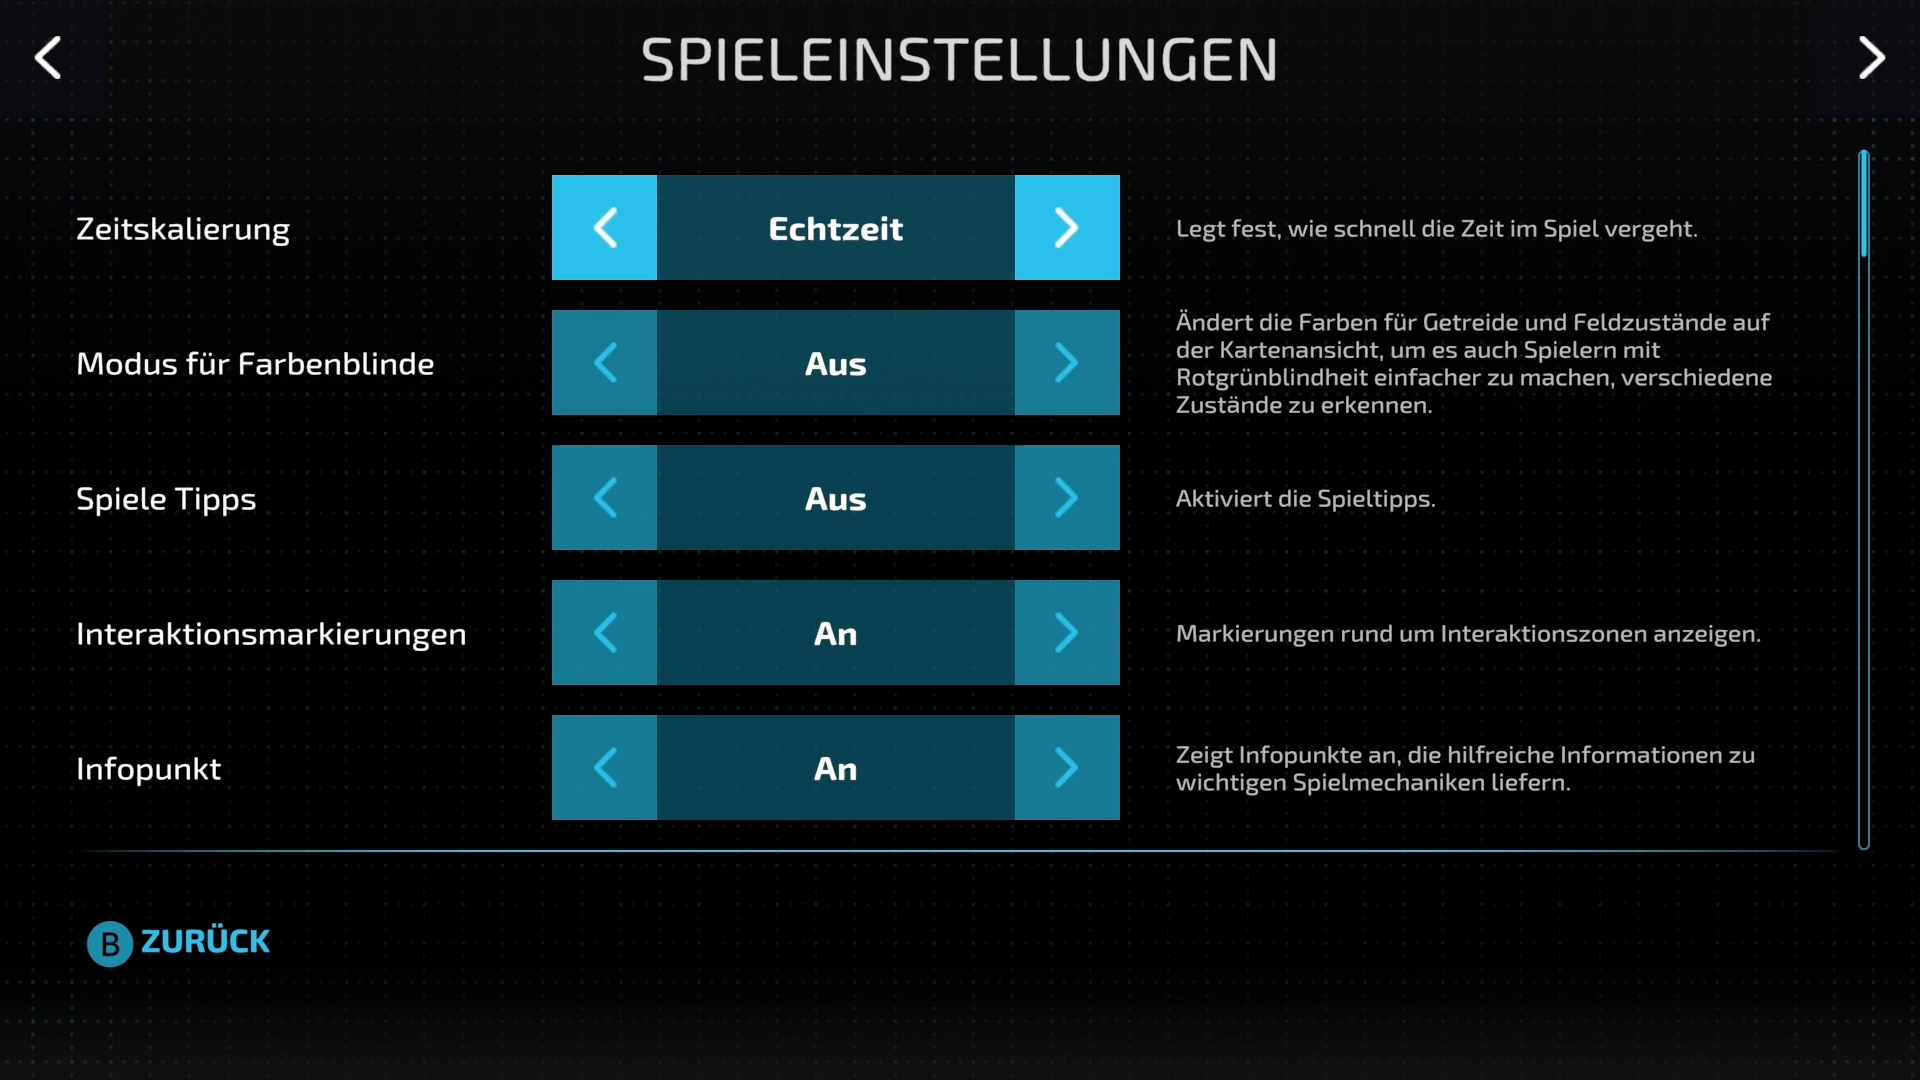 SPIELEINSTELLUNGEN
Zeitskalierung
Echtzeit
Legt fest, wie schnell die Zeit im Spiel vergeht.
Modus für Farbenblinde
Aus
Ändert die Farben für Getreide und Feldzustände auf
der Kartenansicht, um es auch Spielern mit
Rotgrünblindheit einfacher zu machen, verschiedene
Zustände zu erkennen.
Spiele Tipps
Aus
Aktiviert die Spieltipps.
Interaktionsmarkierungen
An
Markierungen rund um Interaktionszonen anzeigen.
Infopunkt
An
Zeigt Infopunkte an, die hilfreiche Informationen zu
wichtigen Spielmechaniken liefern.
B ZURÜCK